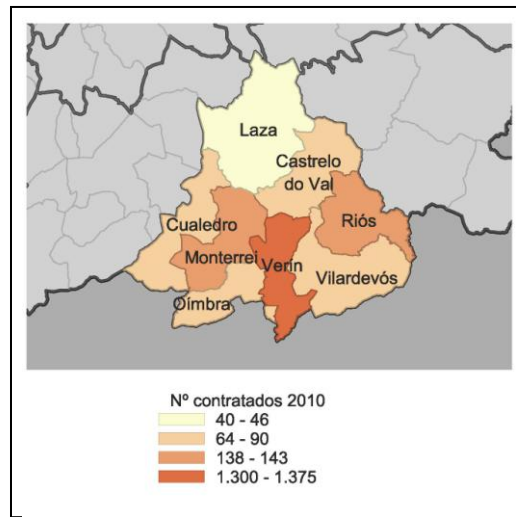 Laza
Castrelo
do Val
Cualedro
Riós
Monterrei
Verín
Vilardevós
Oímbra
Nº contratados 2010
40 - 46
64 - 90
138 - 143
1.300 - 1.375